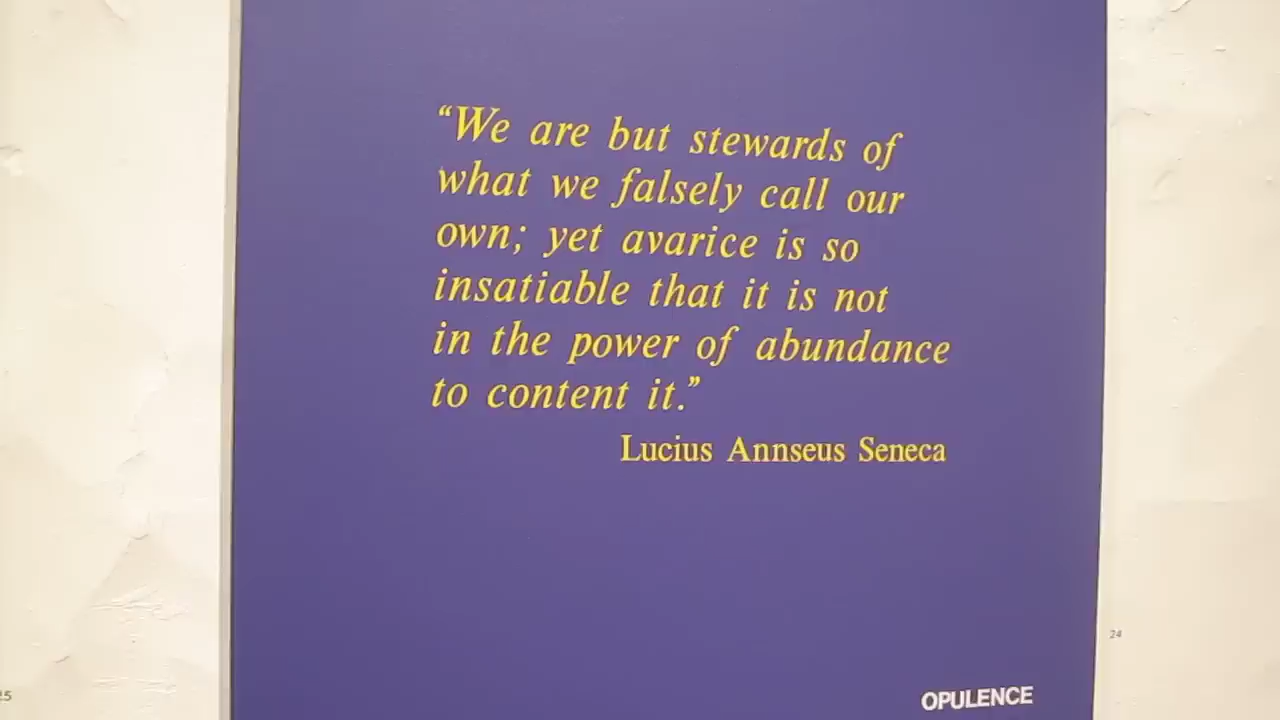 “We are but stewards of
what we falsely call our
own; yet avarice is so
insatiable that it is not
in the power of abundance
to content it.”
Lucius Annseus Seneca
24
OPULENCE